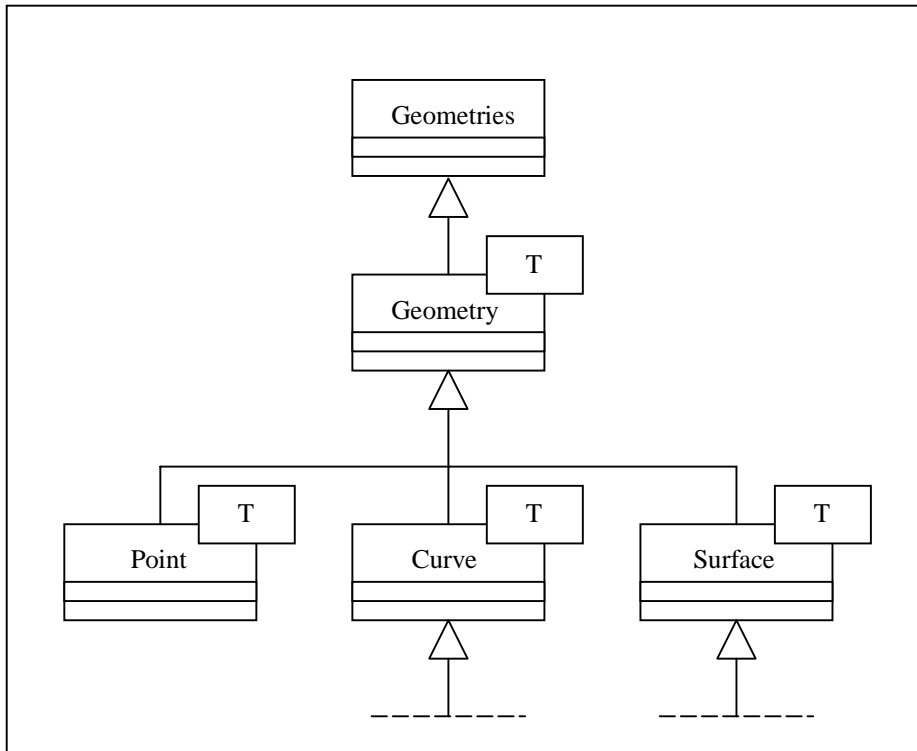 Geometries
T
Geometry
T
T
T
Point
Curve
Surface